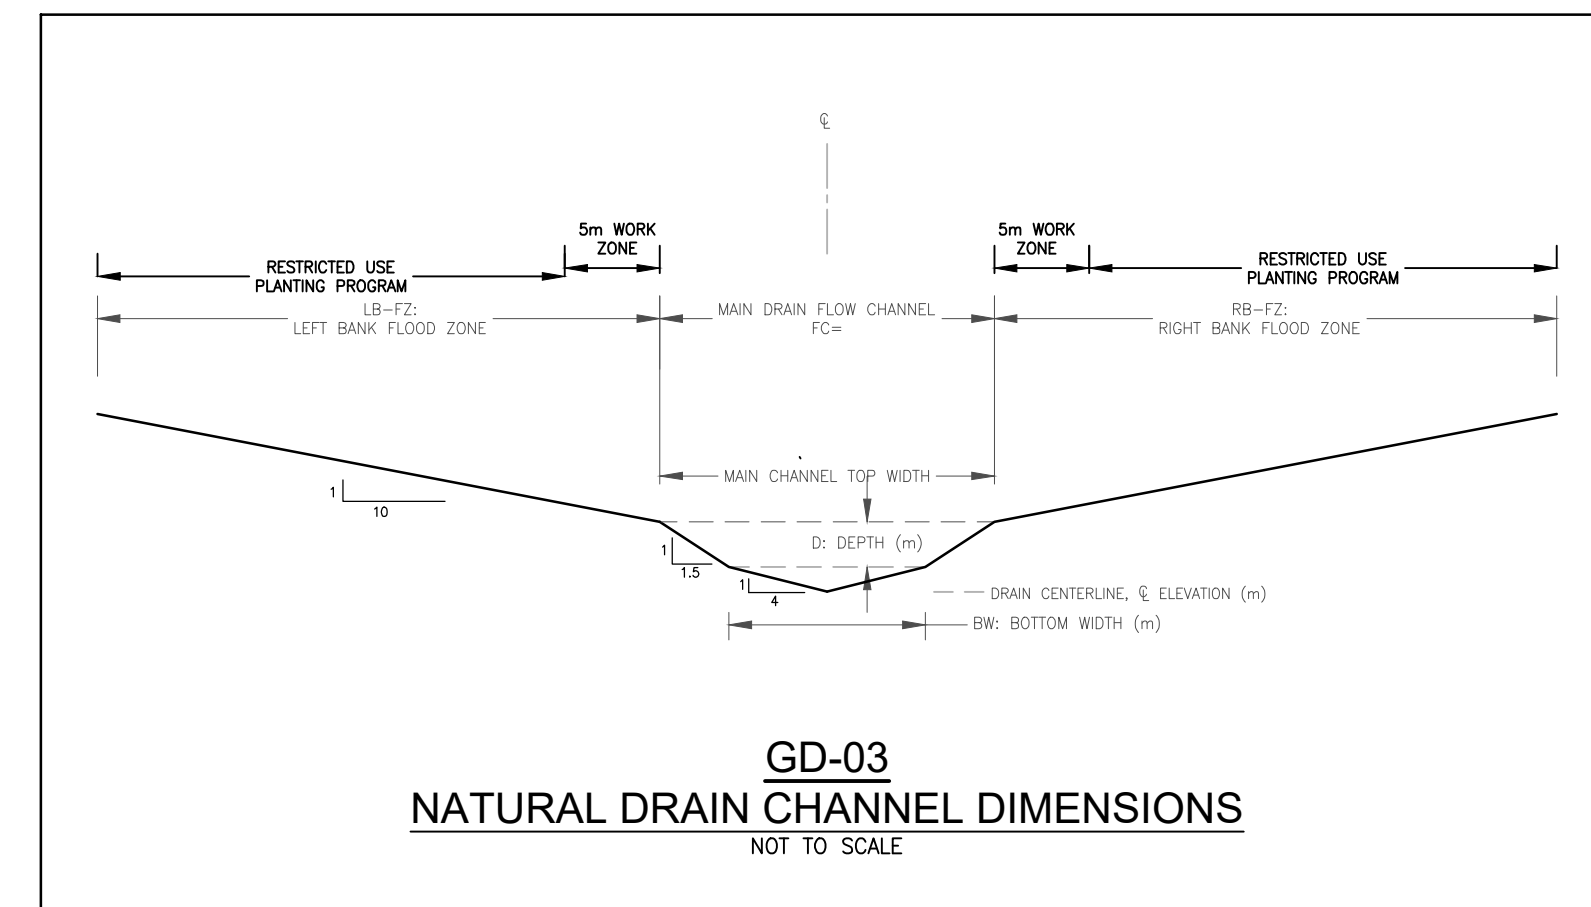 ℄
5m WORK
ZONE
5m WORK
ZONE
RESTRICTED USE
PLANTING PROGRAM
RESTRICTED USE
PLANTING PROGRAM
LB-FZ:
LEFT BANK FLOOD ZONE
MAIN DRAIN FLOW CHANNEL
FC=
RB-FZ:
RIGHT BANK FLOOD ZONE
MAIN CHANNEL TOP WIDTH
1
10
D: DEPTH (m)
1
1.5
1
4
DRAIN CENTERLINE, ℄ ELEVATION (m)
BW: BOTTOM WIDTH (m)
GD-03
NATURAL DRAIN CHANNEL DIMENSIONS
NOT TO SCALE